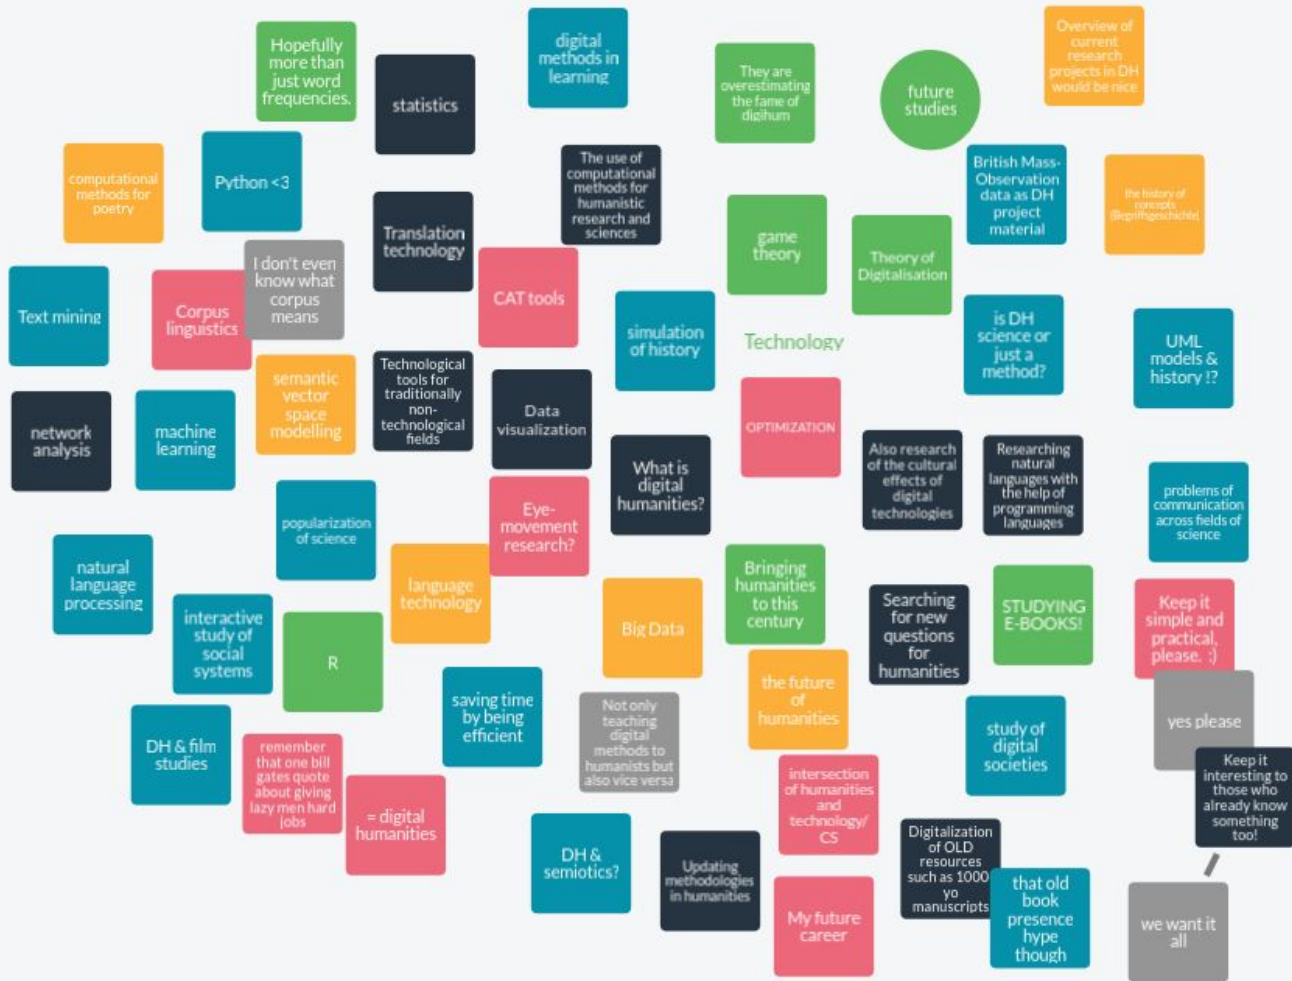 Hopefully
more than
just word
frequencies.
statistics
digital
methods in
learning
They are
overestimating
the fame of
digihum
future
studies
Overview of
current
research
projects in DH
would be nice
computational
methods for
poetry
Python <3
Translation
technology
The use of
computational
methods for
humanistic
research and
sciences
game
theory
Theory of
Digitalisation
British Mass-
Observation
data as DH
project
material
the history of
concepts
(Begriffsgeschichte)
Text mining
Corpus
linguistics
I don't even
know what
corpus
means
CAT tools
simulation
of history
Technology
is DH
science or
just a
method?
UML
models &
history !?
network
analysis
machine
learning
semantic
vector
space
modelling
Technological
tools for
traditionally
non-
technological
fields
Data
visualization
What is
digital
humanities?
OPTIMIZATION
Also research
of the cultural
effects of
digital
technologies
Researching
natural
languages with
the help of
programming
languages
problems of
communication
across fields of
science
natural
language
processing
popularization
of science
Eye-
movement
research?
language
technology
interactive
study of
social
systems
R
Big Data
Bringing
humanities
to this
century
Searching
for new
questions
for
humanities
STUDYING
E-BOOKS!
Keep it
simple and
practical,
please. :)
yes please
DH & film
studies
remember
that one bill
gates quote
about giving
lazy men hard
jobs
= digital
humanities
saving time
by being
efficient
Not only
teaching
digital
methods to
humanists but
also vice versa
the future
of
humanities
study of
digital
societies
Keep it
interesting to
those who
already know
something
too!
intersection
of humanities
and
technology/
CS
DH &
semiotics?
Updating
methodologies
in humanities
My future
career
Digitalization
of OLD
resources
such as 1000
yo
manuscripts
that old
book
presence
hype
though
we want it
all